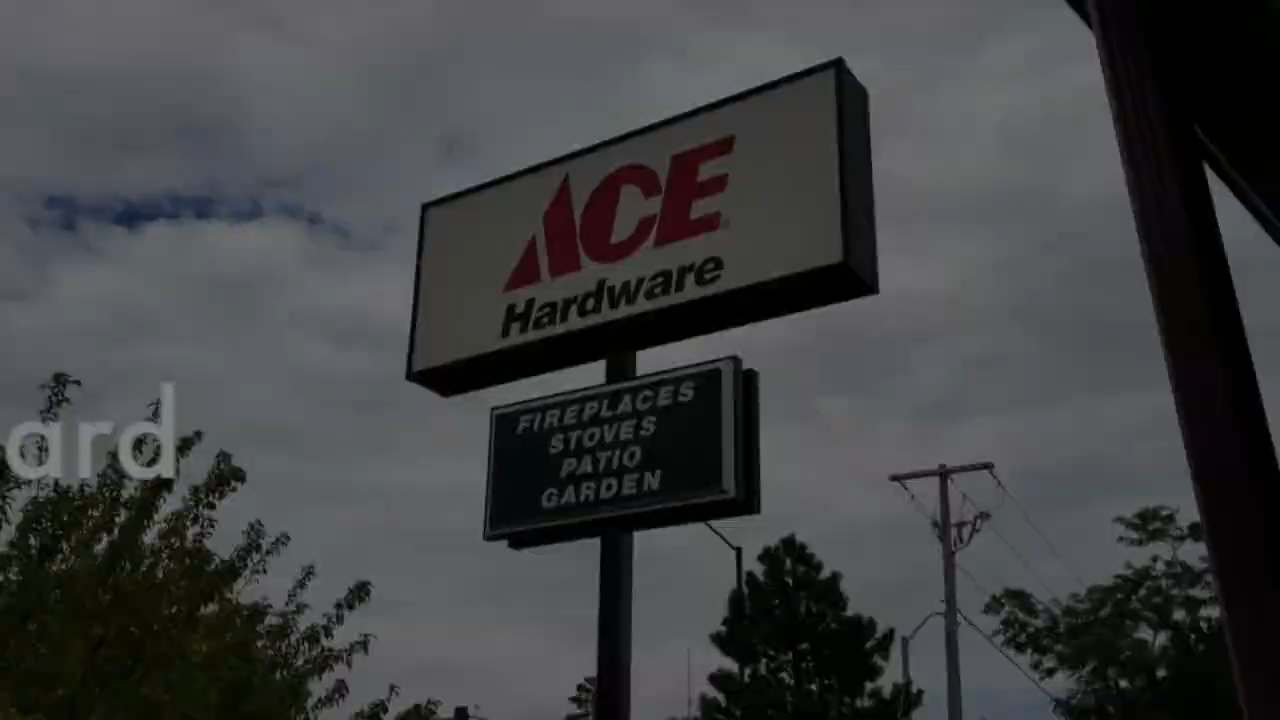 ACE
Hardware
FIREPLACES
STOVES
PATIO
GARDEN
ard